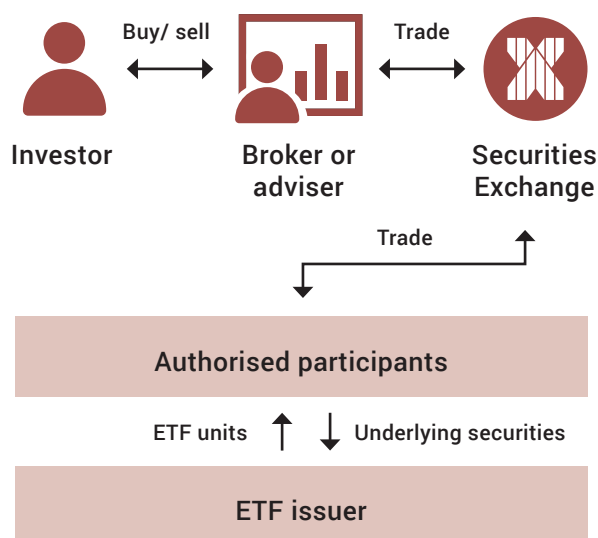 Buy/ sell
Trade
Investor
Broker or
adviser
Securities
Exchange
Trade
Authorised participants
ETF units
Underlying securities
ETF issuer